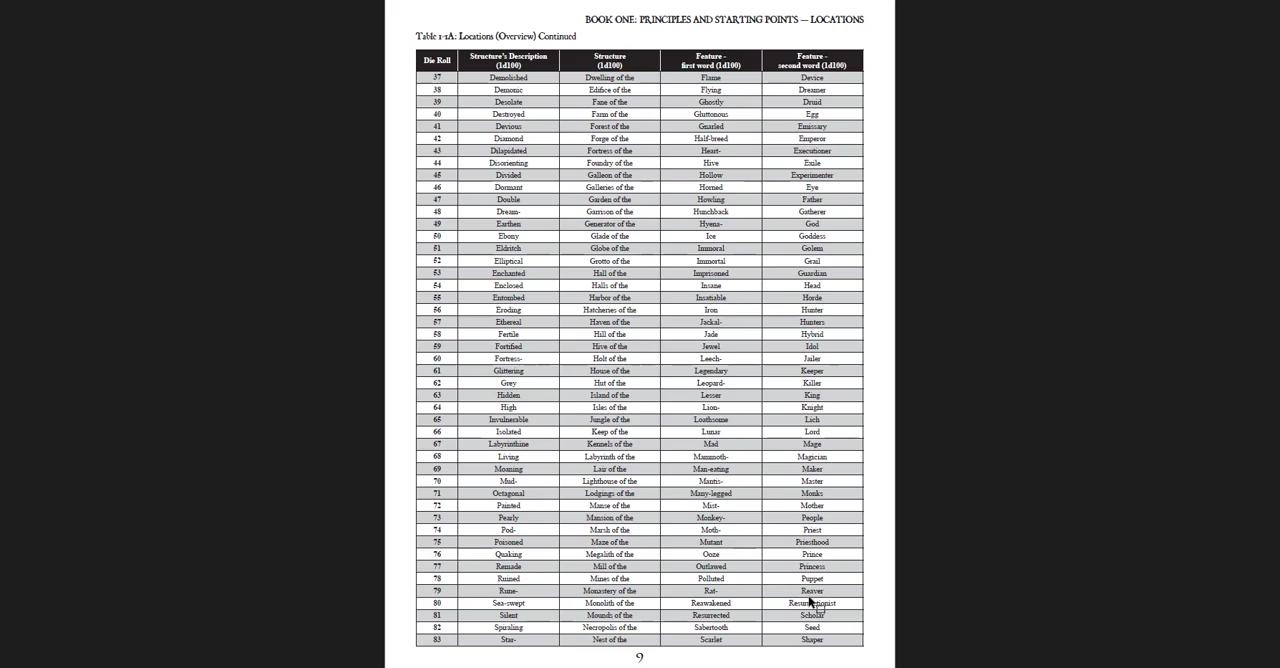 BOOK ONE: PRINCIPLES AND STARTING POINTS — LOCATIONS
Table 1-1A: Locations (Overview) Continued
Die Roll Structure's Description (1d100) Structure (1d100) Feature - first word (1d100) Feature - second word (1d100)
37 Demolished Dwelling of the Flame Device
38 Demonic Edifice of the Flying Dreamer
39 Desolate Fane of the Ghostly Druid
40 Destroyed Farm of the Gluttonous Egg
41 Devious Forest of the Gnarled Emissary
42 Diamond Forge of the Half-breed Emperor
43 Dilapidated Fortress of the Heart- Executioner
44 Disorienting Foundry of the Hive Exile
45 Divided Galleon of the Hollow Experimenter
46 Dormant Galleries of the Horned Eye
47 Double Garden of the Howling Father
48 Dream- Garrison of the Hunchback Gatherer
49 Earthen Generator of the Hyena- God
50 Ebony Glade of the Ice Goddess
51 Eldritch Globe of the Immoral Golem
52 Elliptical Grotto of the Immortal Grail
53 Enchanted Hall of the Imprisoned Guardian
54 Enclosed Halls of the Insane Head
55 Entombed Harbor of the Insatiable Horde
56 Eroding Hatcheries of the Iron Hunter
57 Ethereal Haven of the Jackal- Hunters
58 Fertile Hill of the Jade Hybrid
59 Fortified Hive of the Jewel Idol
60 Fortress- Holt of the Leech- Jailer
61 Glittering House of the Legendary Keeper
62 Grey Hut of the Leopard- Killer
63 Hidden Island of the Lesser King
64 High Isles of the Lion- Knight
65 Invulnerable Jungle of the Loathsome Lich
66 Isolated Keep of the Lunar Lord
67 Labyrinthine Kennels of the Mad Mage
68 Living Labyrinth of the Mammoth- Magician
69 Moaning Lair of the Man-eating Maker
70 Mud- Lighthouse of the Mantis- Master
71 Octagonal Lodgings of the Many-legged Monks
72 Painted Manse of the Mist- Mother
73 Pearly Mansion of the Monkey- People
74 Pod- Marsh of the Moth- Priest
75 Poisoned Maze of the Mutant Priesthood
76 Quaking Megalith of the Ooze Prince
77 Remade Mill of the Outlawed Princess
78 Ruined Mines of the Polluted Puppet
79 Rune- Monastery of the Rat- Reaver
80 Sea-swept Monolith of the Reawakened Resurrectionist
81 Silent Mounds of the Resurrected Scholar
82 Spiraling Necropolis of the Sabertooth Seed
83 Star- Nest of the Scarlet Shaper
9